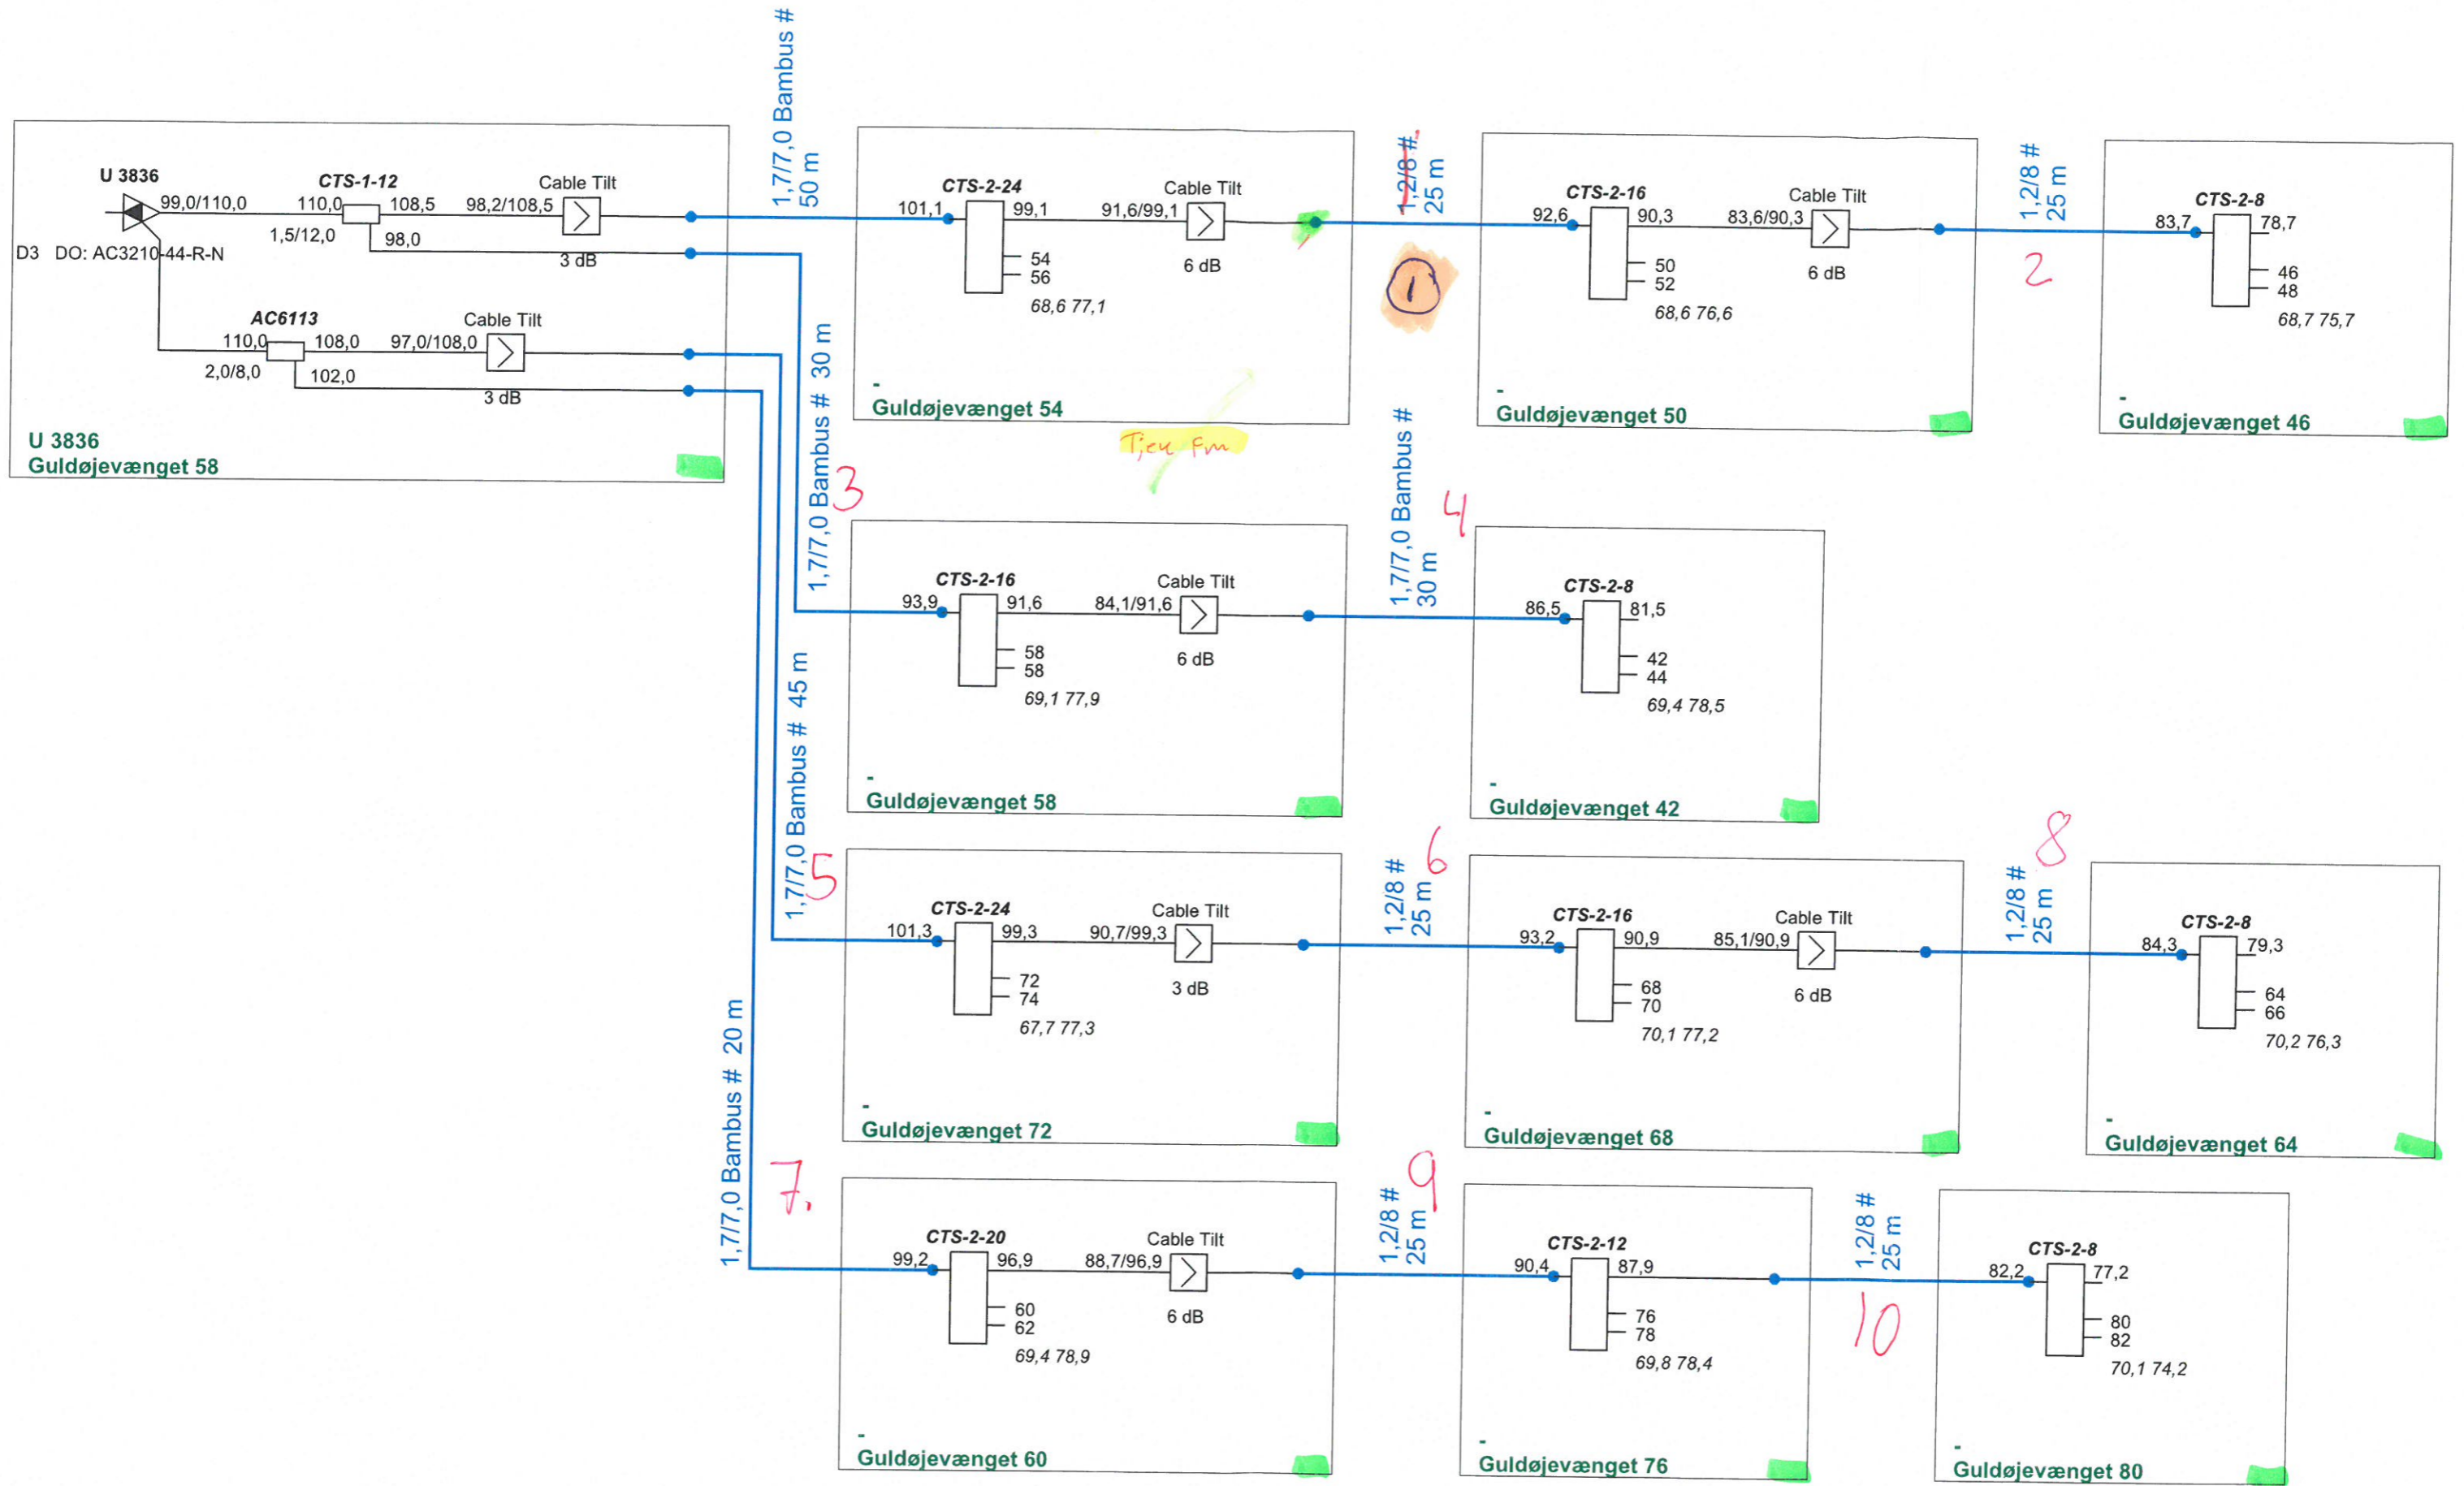 U 3836
99,0/110,0
D3 DO: AC3210-44-R-N
CTS-1-12
110,0
108,5
1,5/12,0
98,0
98,2/108,5
Cable Tilt
3 dB
AC6113
110,0
108,0
2,0/8,0
102,0
97,0/108,0
Cable Tilt
3 dB
U 3836
Guldøjevænget 58
1,7/7,0 Bambus #
50 m
101,1
CTS-2-24
99,1
54
56
68,6 77,1
91,6/99,1
Cable Tilt
6 dB
-
Guldøjevænget 54
Tjek Fm
1,2/8 #
25 m
1
92,6
CTS-2-16
90,3
50
52
68,6 76,6
83,6/90,3
Cable Tilt
6 dB
-
Guldøjevænget 50
1,2/8 #
25 m
2
83,7
CTS-2-8
78,7
46
48
68,7 75,7
-
Guldøjevænget 46
1,7/7,0 Bambus # 30 m
3
93,9
CTS-2-16
91,6
58
58
69,1 77,9
84,1/91,6
Cable Tilt
6 dB
-
Guldøjevænget 58
1,7/7,0 Bambus #
30 m
4
86,5
CTS-2-8
81,5
42
44
69,4 78,5
-
Guldøjevænget 42
1,7/7,0 Bambus # 45 m
5
101,3
CTS-2-24
99,3
72
74
67,7 77,3
90,7/99,3
Cable Tilt
3 dB
-
Guldøjevænget 72
1,2/8 #
25 m
6
93,2
CTS-2-16
90,9
68
70
70,1 77,2
85,1/90,9
Cable Tilt
6 dB
-
Guldøjevænget 68
1,2/8 #
25 m
8
84,3
CTS-2-8
79,3
64
66
70,2 76,3
-
Guldøjevænget 64
1,7/7,0 Bambus # 20 m
7.
99,2
CTS-2-20
96,9
60
62
69,4 78,9
88,7/96,9
Cable Tilt
6 dB
-
Guldøjevænget 60
1,2/8 #
25 m
9
90,4
CTS-2-12
87,9
76
78
69,8 78,4
-
Guldøjevænget 76
1,2/8 #
25 m
10
82,2
CTS-2-8
77,2
80
82
70,1 74,2
-
Guldøjevænget 80